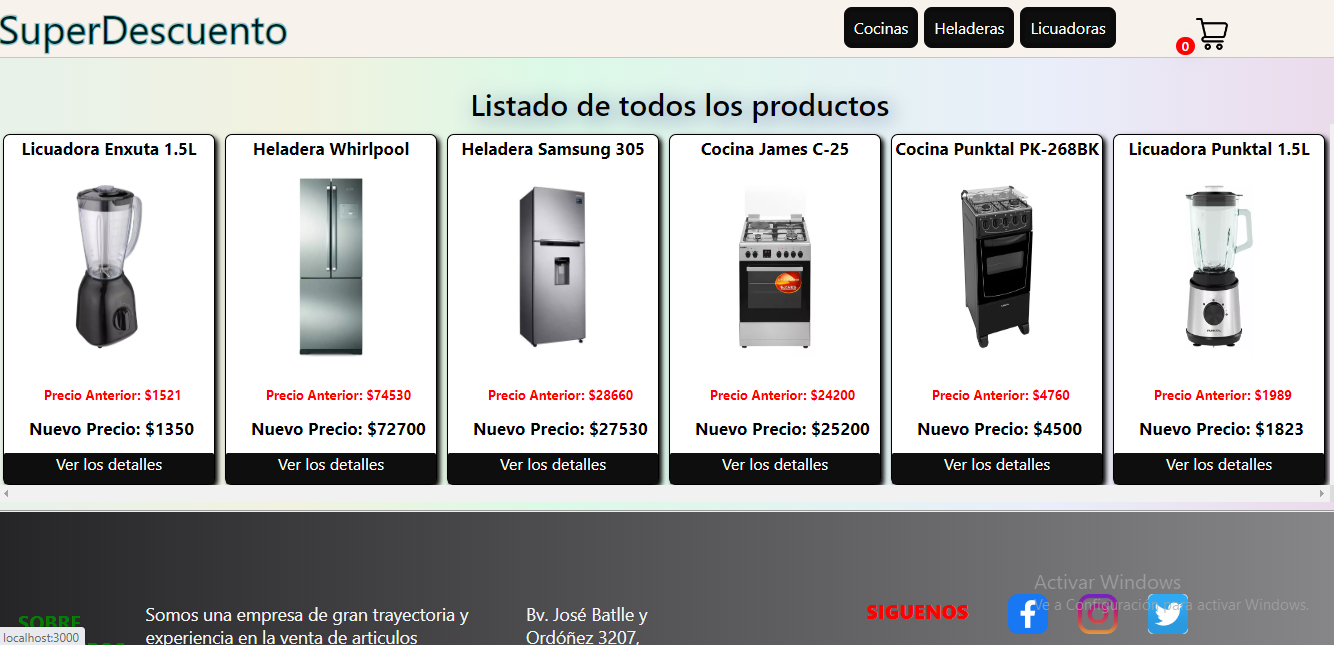 SuperDescuento
Cocinas
Heladeras
Licuadoras
0
Listado de todos los productos
Licuadora Enxuta 1.5L
Precio Anterior: $1521
Nuevo Precio: $1350
Ver los detalles
Heladera Whirlpool
Precio Anterior: $74530
Nuevo Precio: $72700
Ver los detalles
Heladera Samsung 305
Precio Anterior: $28660
Nuevo Precio: $27530
Ver los detalles
Cocina James C-25
Precio Anterior: $24200
Nuevo Precio: $25200
Ver los detalles
Cocina Punktal PK-268BK
Precio Anterior: $4760
Nuevo Precio: $4500
Ver los detalles
Licuadora Punktal 1.5L
Precio Anterior: $1989
Nuevo Precio: $1823
Ver los detalles
SOBRE
Somos una empresa de gran trayectoria y
experiencia en la venta de articulos
Bv. José Batlle y
Ordóñez 3207,
SIGUENOS
Activar Windows
Ve a Configuración para activar Windows.
localhost:3000